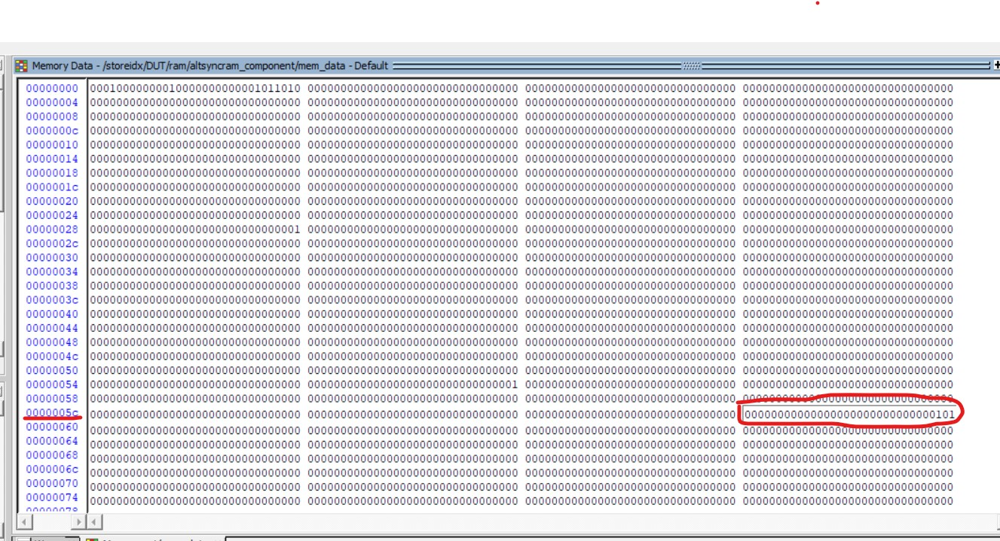 Memory Data - /storeidx/DUT/ram/altsyncram_component/mem_data - Default
00000000 00010000000010000000000001011010 00000000000000000000000000000000 00000000000000000000000000000000 00000000000000000000000000000000
00000004 00000000000000000000000000000000 00000000000000000000000000000000 00000000000000000000000000000000 00000000000000000000000000000000
00000008 00000000000000000000000000000000 00000000000000000000000000000000 00000000000000000000000000000000 00000000000000000000000000000000
0000000c 00000000000000000000000000000000 00000000000000000000000000000000 00000000000000000000000000000000 00000000000000000000000000000000
00000010 00000000000000000000000000000000 00000000000000000000000000000000 00000000000000000000000000000000 00000000000000000000000000000000
00000014 00000000000000000000000000000000 00000000000000000000000000000000 00000000000000000000000000000000 00000000000000000000000000000000
00000018 00000000000000000000000000000000 00000000000000000000000000000000 00000000000000000000000000000000 00000000000000000000000000000000
0000001c 00000000000000000000000000000000 00000000000000000000000000000000 00000000000000000000000000000000 00000000000000000000000000000000
00000020 00000000000000000000000000000000 00000000000000000000000000000000 00000000000000000000000000000000 00000000000000000000000000000000
00000024 00000000000000000000000000000000 00000000000000000000000000000000 00000000000000000000000000000000 00000000000000000000000000000000
00000028 00000000000000000000000000000001 00000000000000000000000000000000 00000000000000000000000000000000 00000000000000000000000000000000
0000002c 00000000000000000000000000000000 00000000000000000000000000000000 00000000000000000000000000000000 00000000000000000000000000000000
00000030 00000000000000000000000000000000 00000000000000000000000000000000 00000000000000000000000000000000 00000000000000000000000000000000
00000034 00000000000000000000000000000000 00000000000000000000000000000000 00000000000000000000000000000000 00000000000000000000000000000000
00000038 00000000000000000000000000000000 00000000000000000000000000000000 00000000000000000000000000000000 00000000000000000000000000000000
0000003c 00000000000000000000000000000000 00000000000000000000000000000000 00000000000000000000000000000000 00000000000000000000000000000000
00000040 00000000000000000000000000000000 00000000000000000000000000000000 00000000000000000000000000000000 00000000000000000000000000000000
00000044 00000000000000000000000000000000 00000000000000000000000000000000 00000000000000000000000000000000 00000000000000000000000000000000
00000048 00000000000000000000000000000000 00000000000000000000000000000000 00000000000000000000000000000000 00000000000000000000000000000000
0000004c 00000000000000000000000000000000 00000000000000000000000000000000 00000000000000000000000000000000 00000000000000000000000000000000
00000050 00000000000000000000000000000000 00000000000000000000000000000000 00000000000000000000000000000000 00000000000000000000000000000000
00000054 00000000000000000000000000000000 00000000000000000000000000000001 00000000000000000000000000000000 00000000000000000000000000000000
00000058 00000000000000000000000000000000 00000000000000000000000000000000 00000000000000000000000000000000 00000000000000000000000000000000
0000005c 00000000000000000000000000000000 00000000000000000000000000000000 00000000000000000000000000000000 00000000000000000000000000000101
00000060 00000000000000000000000000000000 00000000000000000000000000000000 00000000000000000000000000000000 00000000000000000000000000000000
00000064 00000000000000000000000000000000 00000000000000000000000000000000 00000000000000000000000000000000 00000000000000000000000000000000
00000068 00000000000000000000000000000000 00000000000000000000000000000000 00000000000000000000000000000000 00000000000000000000000000000000
0000006c 00000000000000000000000000000000 00000000000000000000000000000000 00000000000000000000000000000000 00000000000000000000000000000000
00000070 00000000000000000000000000000000 00000000000000000000000000000000 00000000000000000000000000000000 00000000000000000000000000000000
00000074 00000000000000000000000000000000 00000000000000000000000000000000 00000000000000000000000000000000 00000000000000000000000000000000